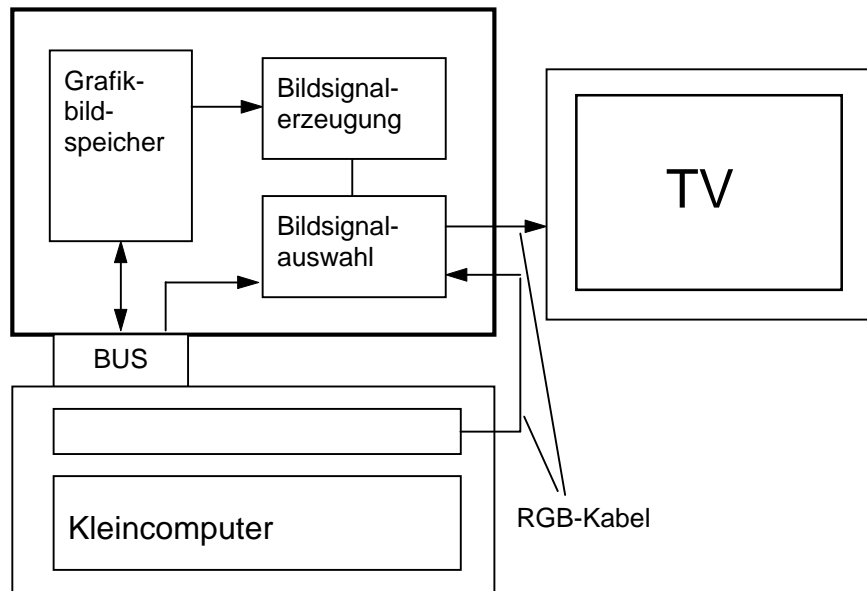 Grafik-
bild-
speicher
Bildsignal-
erzeugung
Bildsignal-
auswahl
TV
BUS
Kleincomputer
RGB-Kabel